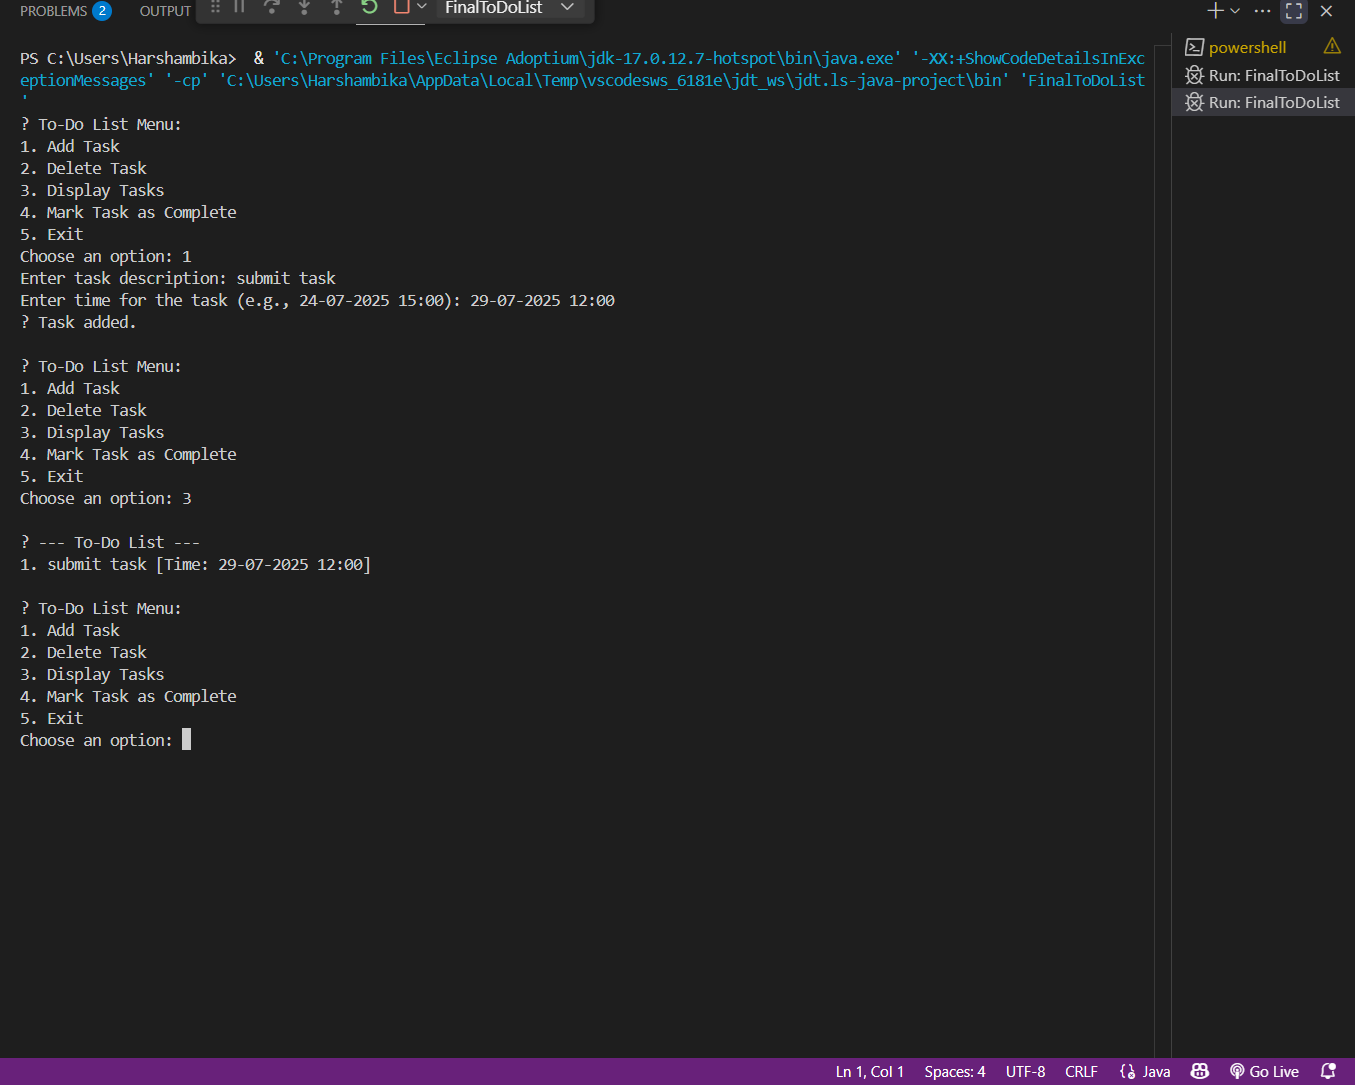 PROBLEMS 2 OUTPUT FinalToDoList
PS C:\Users\Harshambika>  & 'C:\Program Files\Eclipse Adoptium\jdk-17.0.12.7-hotspot\bin\java.exe' '-XX:+ShowCodeDetailsInExc
eptionMessages' '-cp' 'C:\Users\Harshambika\AppData\Local\Temp\vscodesws_6181e\jdt_ws\jdt.ls-java-project\bin' 'FinalToDoList
'
? To-Do List Menu:
1. Add Task
2. Delete Task
3. Display Tasks
4. Mark Task as Complete
5. Exit
Choose an option: 1
Enter task description: submit task
Enter time for the task (e.g., 24-07-2025 15:00): 29-07-2025 12:00
? Task added.
? To-Do List Menu:
1. Add Task
2. Delete Task
3. Display Tasks
4. Mark Task as Complete
5. Exit
Choose an option: 3
? --- To-Do List ---
1. submit task [Time: 29-07-2025 12:00]
? To-Do List Menu:
1. Add Task
2. Delete Task
3. Display Tasks
4. Mark Task as Complete
5. Exit
Choose an option:
powershell
Run: FinalToDoList
Run: FinalToDoList
Ln 1, Col 1 Spaces: 4 UTF-8 CRLF {} Java Go Live